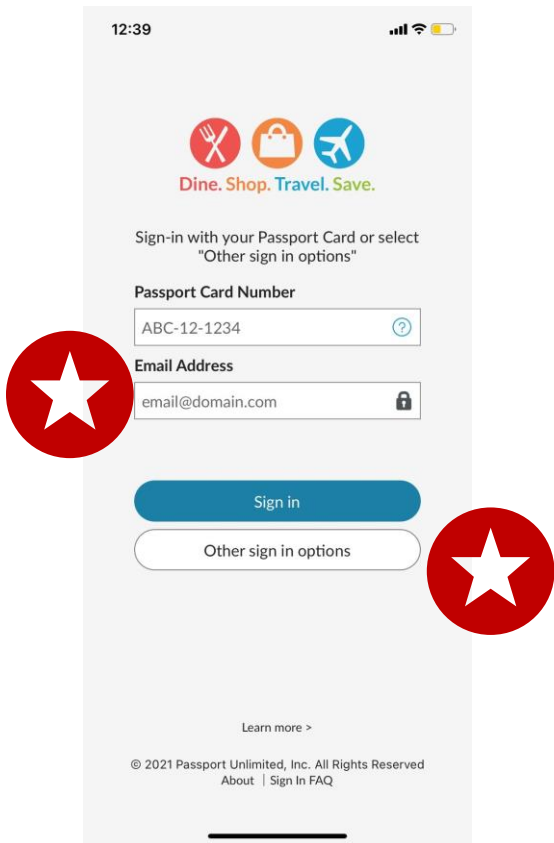 12:39
Dine. Shop. Travel. Save.
Sign-in with your Passport Card or select
"Other sign in options"
Passport Card Number
ABC-12-1234
?
Email Address
email@domain.com
Sign in
Other sign in options
Learn more >
© 2021 Passport Unlimited, Inc. All Rights Reserved
About | Sign In FAQ